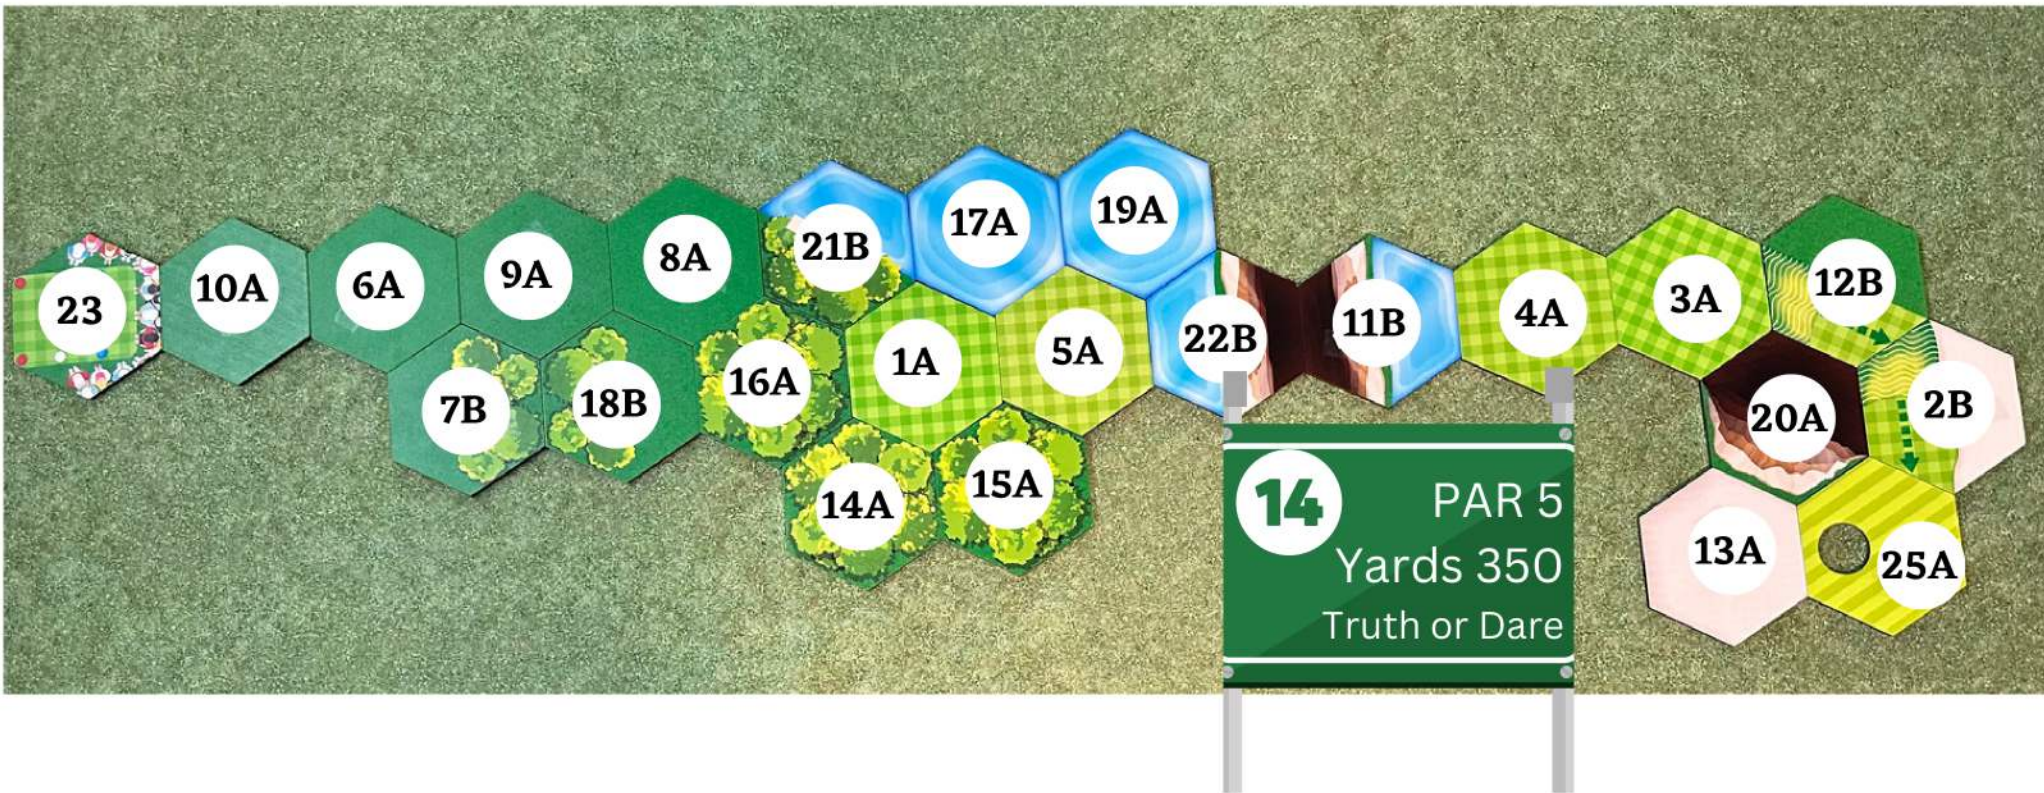 23
10A
6A
9A
8A
21B
17A
19A
7B
18B
16A
1A
5A
22B
11B
4A
3A
12B
14A
15A
20A
2B
13A
25A
14
PAR 5
Yards 350
Truth or Dare